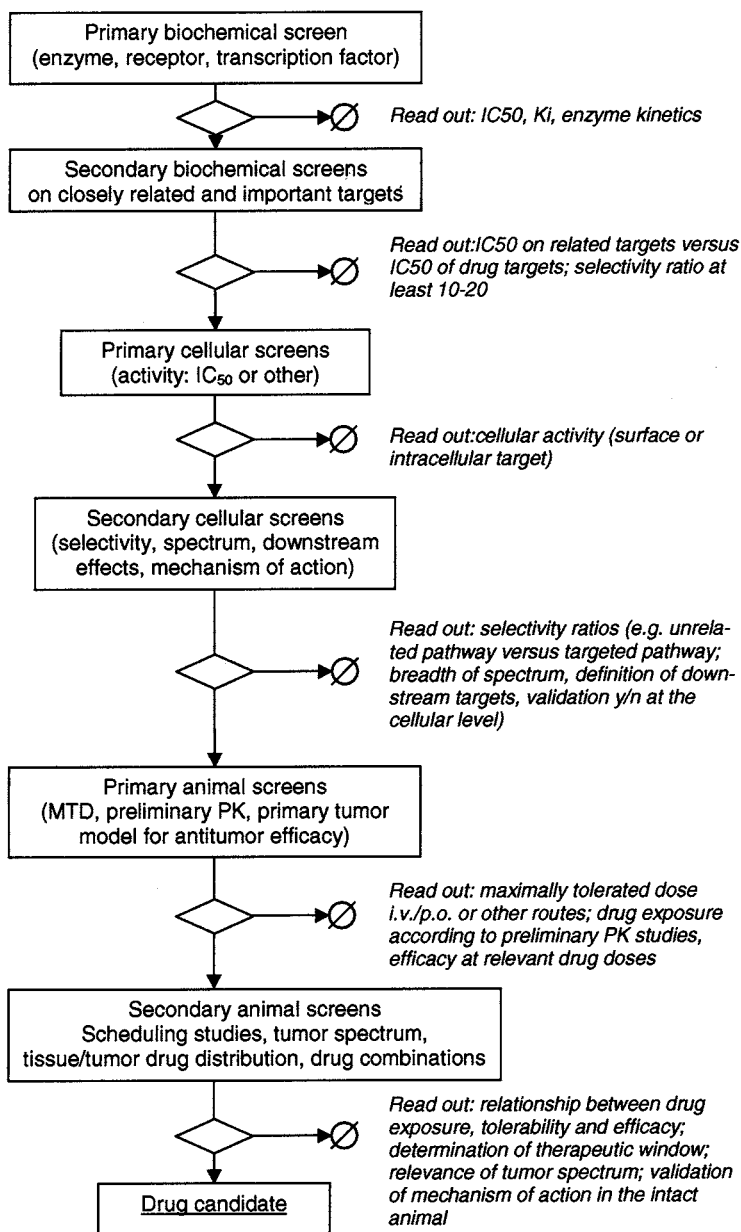 Primary biochemical screen
(enzyme, receptor, transcription factor)
Read out: IC50, Ki, enzyme kinetics
Secondary biochemical screens
on closely related and important targets
Read out:IC50 on related targets versus
IC50 of drug targets; selectivity ratio at
least 10-20
Primary cellular screens
(activity: IC₅₀ or other)
Read out:cellular activity (surface or
intracellular target)
Secondary cellular screens
(selectivity, spectrum, downstream
effects, mechanism of action)
Read out: selectivity ratios (e.g. unrela-
ted pathway versus targeted pathway;
breadth of spectrum, definition of down-
stream targets, validation y/n at the
cellular level)
Primary animal screens
(MTD, preliminary PK, primary tumor
model for antitumor efficacy)
Read out: maximally tolerated dose
i.v./p.o. or other routes; drug exposure
according to preliminary PK studies,
efficacy at relevant drug doses
Secondary animal screens
Scheduling studies, tumor spectrum,
tissue/tumor drug distribution, drug combinations
Read out: relationship between drug
exposure, tolerability and efficacy;
determination of therapeutic window;
relevance of tumor spectrum; validation
of mechanism of action in the intact
animal
Drug candidate